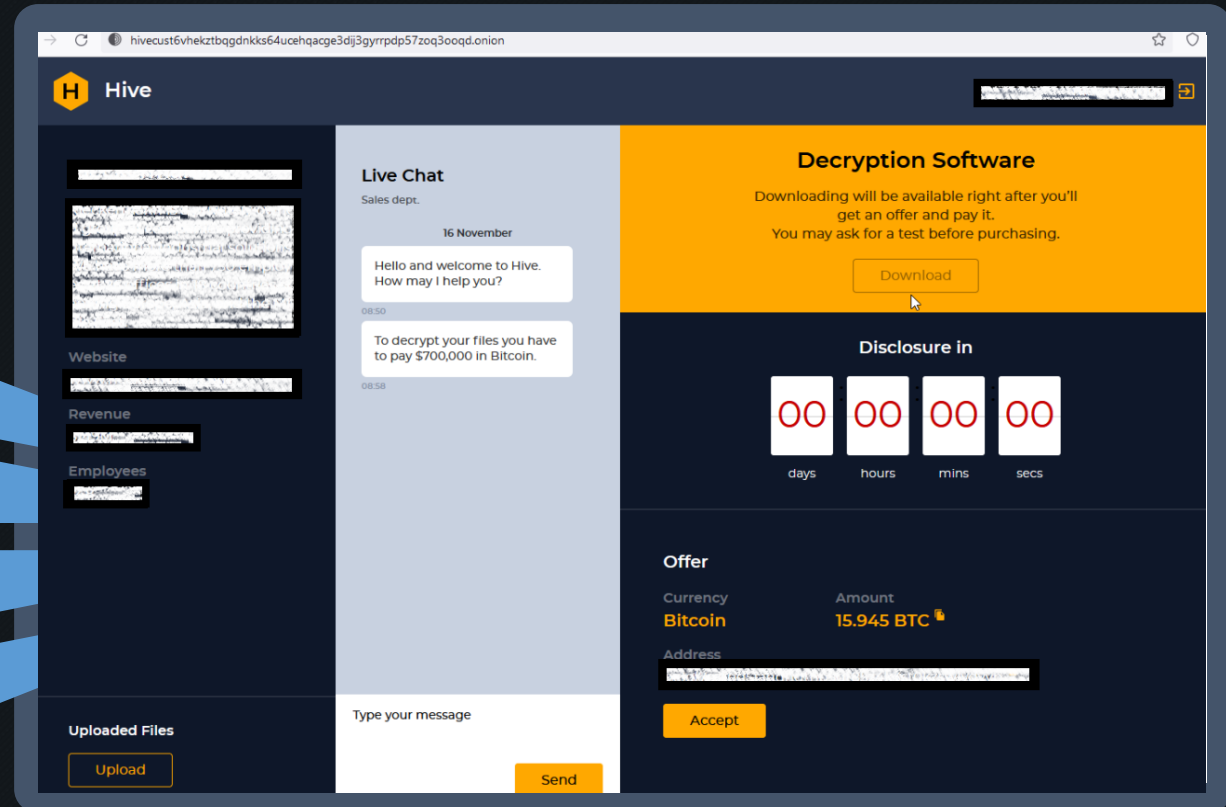 hivecust6vhekztbqgdnkks64ucehqacge3dij3gyrrpdp57zoq3ooqd.onion
H Hive
Website
Revenue
Employees
Uploaded Files
Upload
Live Chat
Sales dept.
16 November
Hello and welcome to Hive.
How may I help you?
08:50
To decrypt your files you have
to pay $700,000 in Bitcoin.
08:58
Type your message
Send
Decryption Software
Downloading will be available right after you'll
get an offer and pay it.
You may ask for a test before purchasing.
Download
Disclosure in
00 : 00 : 00 : 00
days hours mins secs
Offer
Currency Amount
Bitcoin 15.945 BTC
Address
Accept